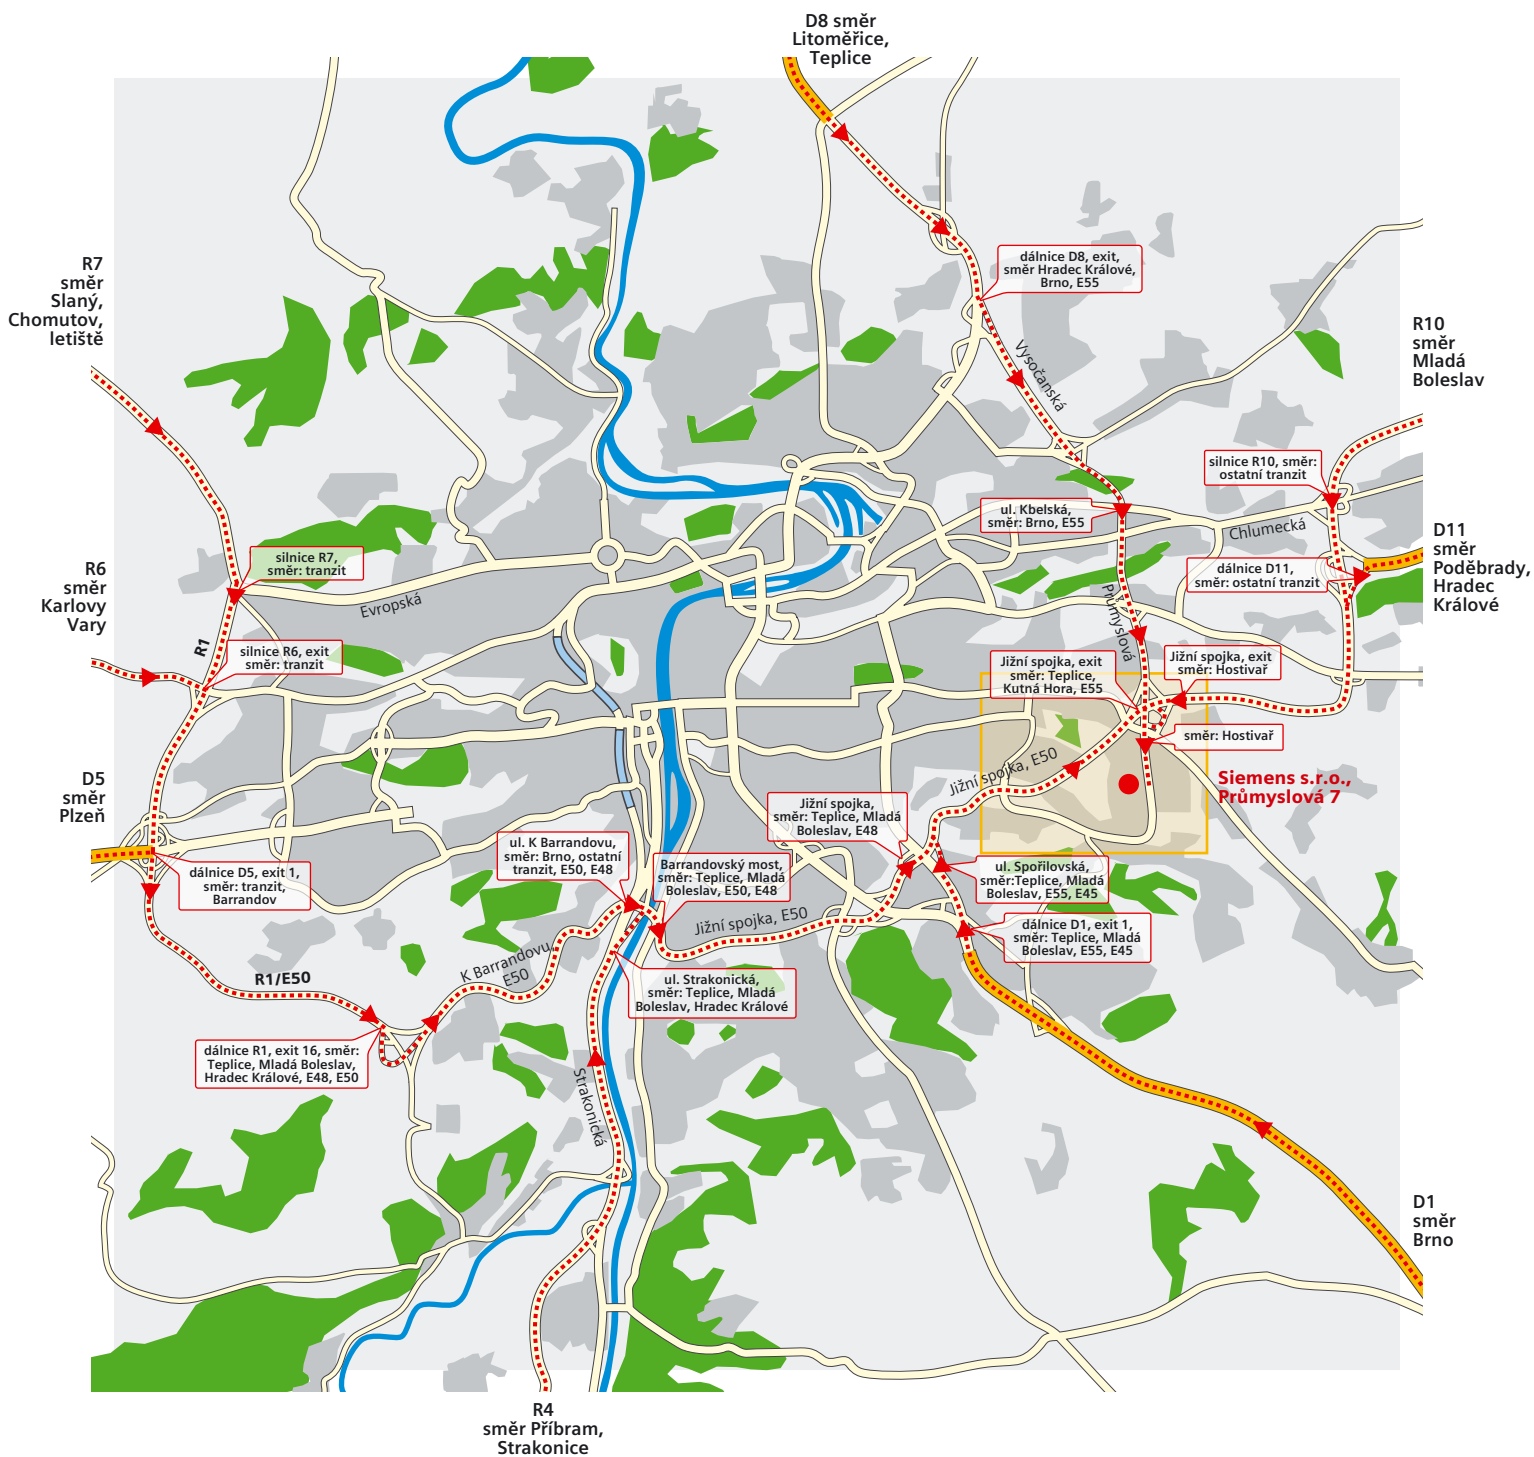 D8 směr
Litoměřice,
Teplice
R7
směr
Slaný,
Chomutov,
letiště
dálnice D8, exit,
směr Hradec Králové,
Brno, E55
R10
směr
Mladá
Boleslav
Vysočanská
silnice R10, směr:
ostatní tranzit
ul. Kbelská,
směr: Brno, E55
Chlumecká
D11
směr
Poděbrady,
Hradec
Králové
dálnice D11,
směr: ostatní tranzit
silnice R7,
směr: tranzit
R6
směr
Karlovy
Vary
Evropská
Průmyslová
R1
silnice R6, exit
směr: tranzit
Jižní spojka, exit
směr: Teplice,
Kutná Hora, E55
Jižní spojka, exit
směr: Hostivař
směr: Hostivař
Jižní spojka, E50
Siemens s.r.o.,
Průmyslová 7
D5
směr
Plzeň
Jižní spojka,
směr: Teplice, Mladá
Boleslav, E48
ul. K Barrandovu,
směr: Brno, ostatní
tranzit, E50, E48
Barrandovský most,
směr: Teplice, Mladá
Boleslav, E50, E48
ul. Spořilovská,
směr:Teplice, Mladá
Boleslav, E55, E45
dálnice D5, exit 1,
směr: tranzit,
Barrandov
Jižní spojka, E50
dálnice D1, exit 1,
směr: Teplice, Mladá
Boleslav, E55, E45
K Barrandovu,
E50
R1/E50
ul. Strakonická,
směr: Teplice, Mladá
Boleslav, Hradec Králové
dálnice R1, exit 16, směr:
Teplice, Mladá Boleslav,
Hradec Králové, E48, E50
Strakonická
D1
směr
Brno
R4
směr Příbram,
Strakonice